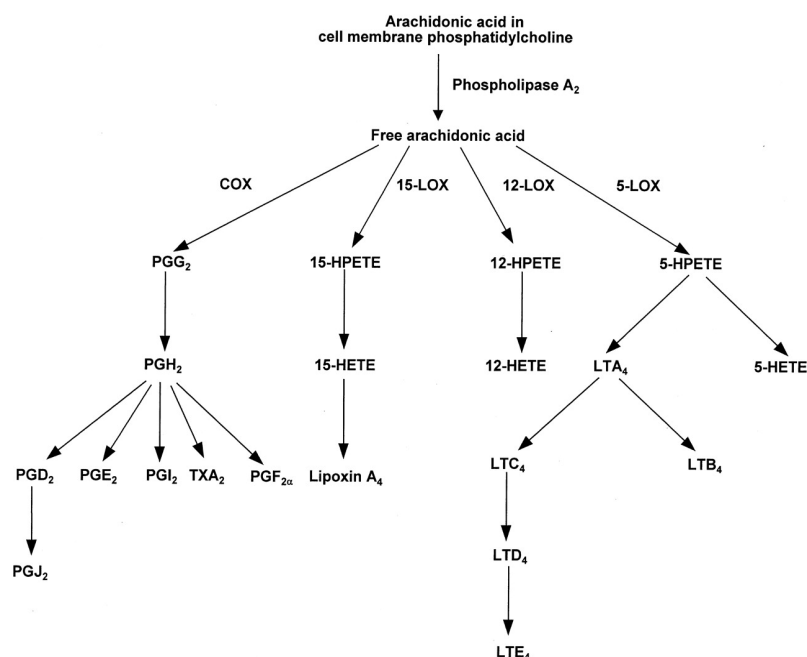 Arachidonic acid in
cell membrane phosphatidylcholine
Phospholipase A₂
Free arachidonic acid
COX
15-LOX
12-LOX
5-LOX
PGG₂
15-HPETE
12-HPETE
5-HPETE
PGH₂
15-HETE
12-HETE
LTA₄
5-HETE
PGD₂
PGE₂
PGI₂
TXA₂
PGF₂α
Lipoxin A₄
LTC₄
LTB₄
LTD₄
PGJ₂
LTE₄